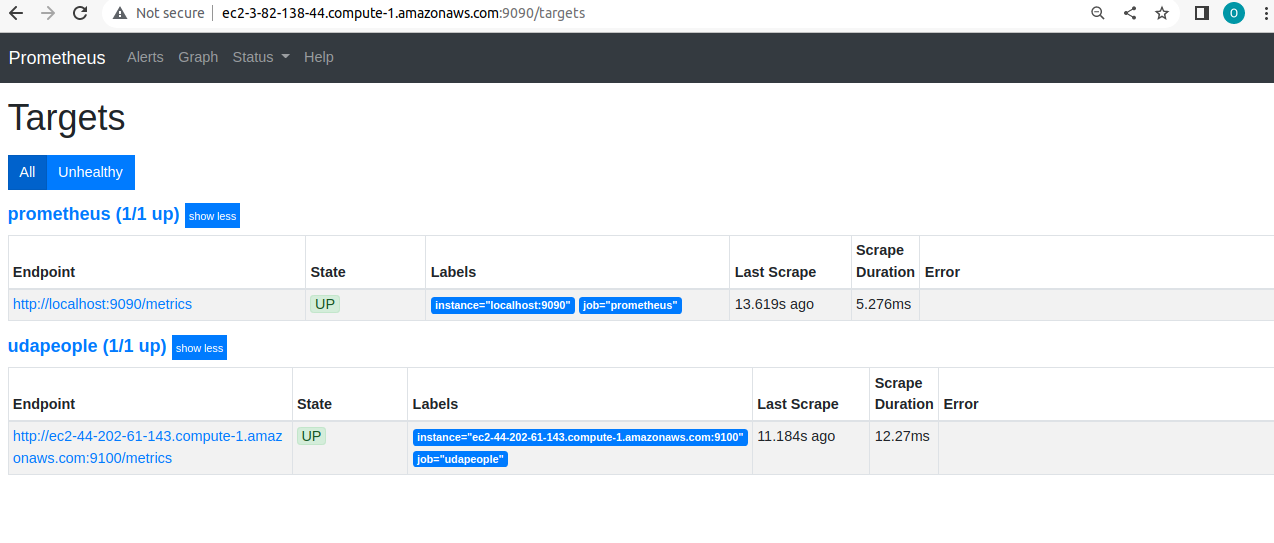 Not secure ec2-3-82-138-44.compute-1.amazonaws.com:9090/targets O
Prometheus Alerts Graph Status Help
Targets
All Unhealthy
prometheus (1/1 up) show less
Scrape
Endpoint State Labels Last Scrape Duration Error
http://localhost:9090/metrics UP instance="localhost:9090" job="prometheus" 13.619s ago 5.276ms
udapeople (1/1 up) show less
Scrape
Endpoint State Labels Last Scrape Duration Error
http://ec2-44-202-61-143.compute-1.amaz UP instance="ec2-44-202-61-143.compute-1.amazonaws.com:9100" 11.184s ago 12.27ms
onaws.com:9100/metrics job="udapeople"